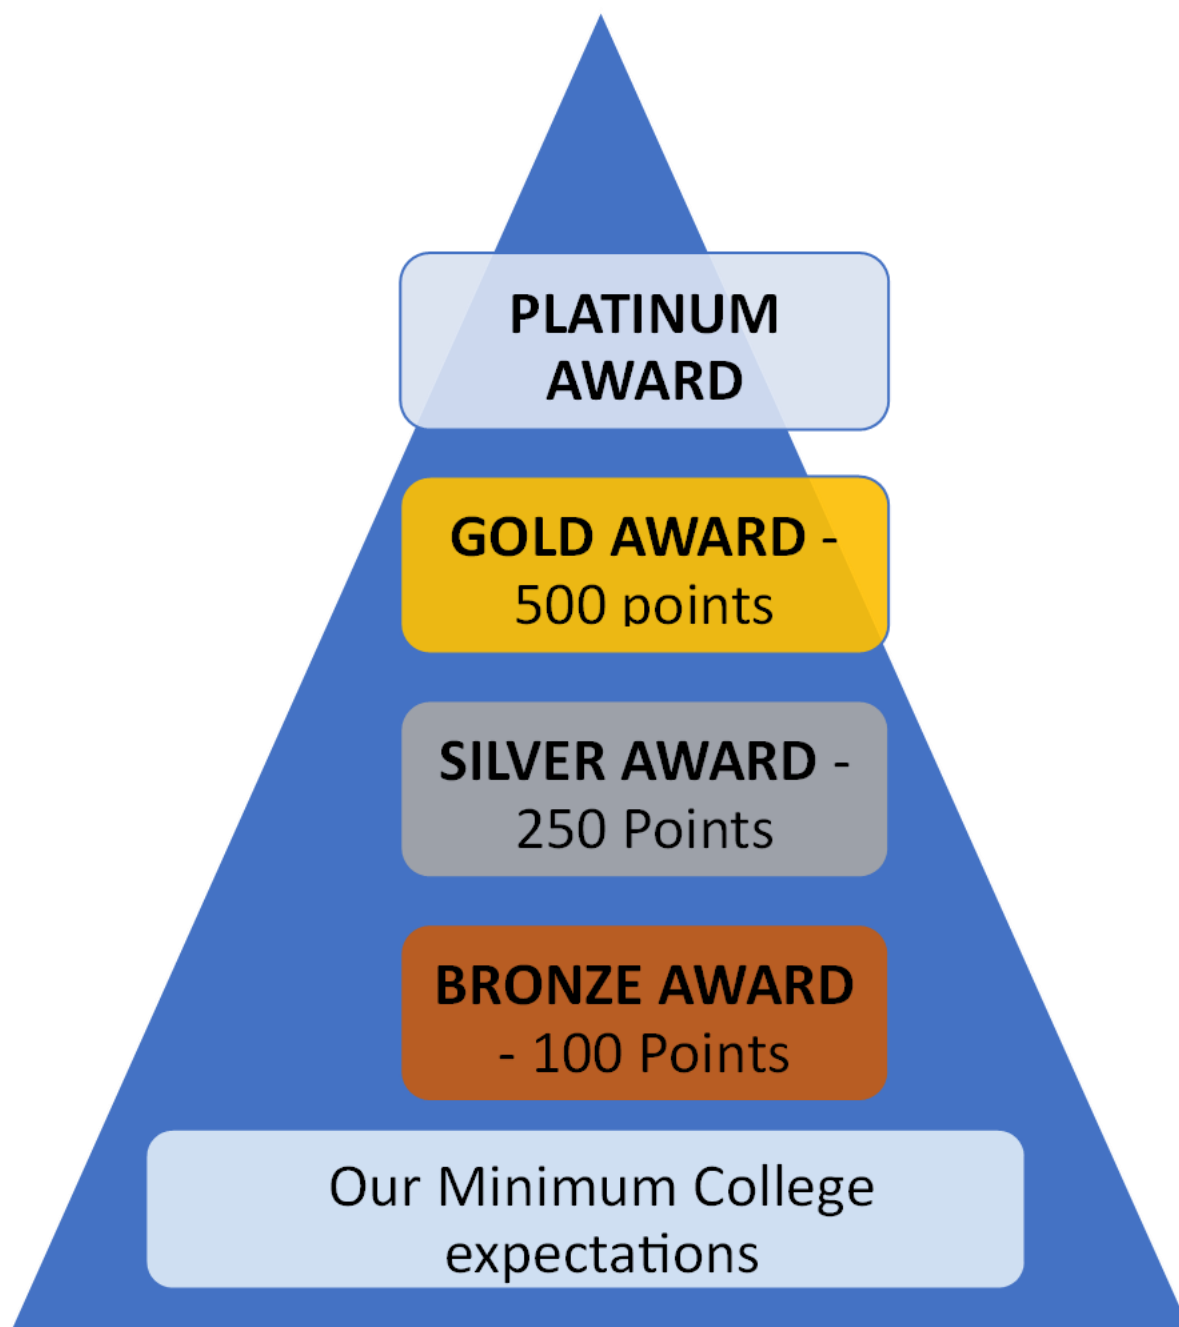 PLATINUM
AWARD
GOLD AWARD -
500 points
SILVER AWARD -
250 Points
BRONZE AWARD
- 100 Points
Our Minimum College
expectations